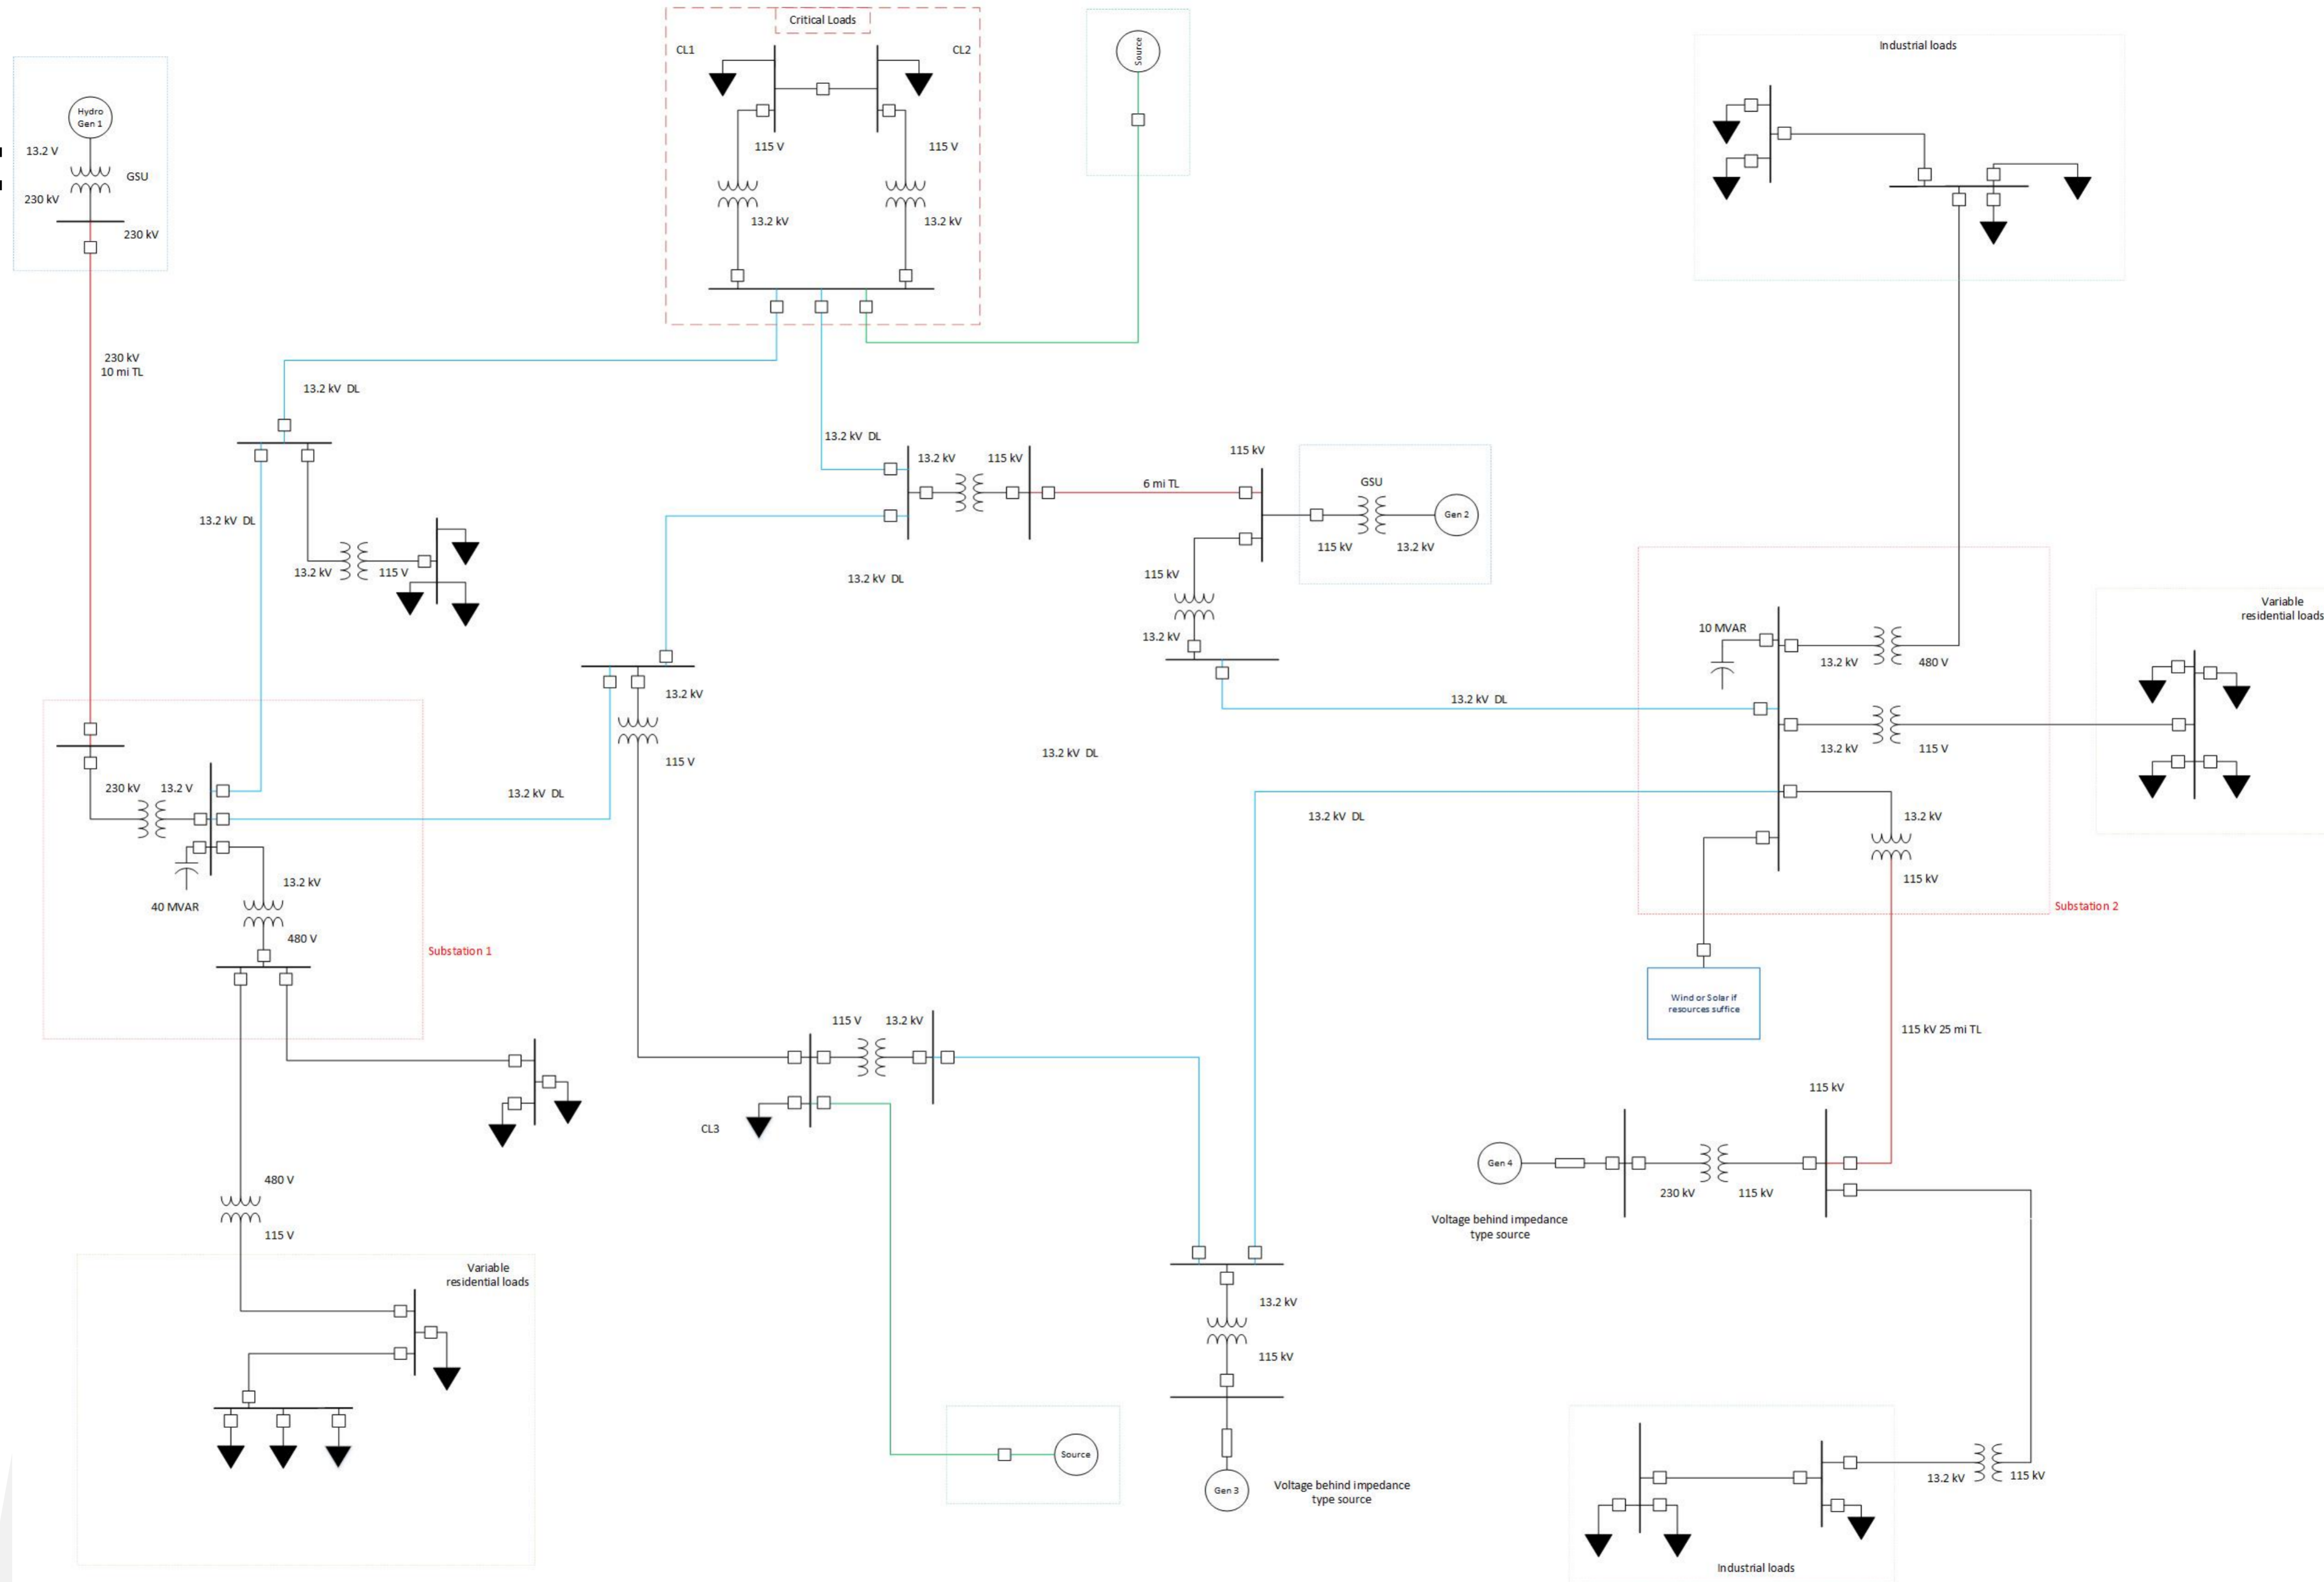 Critical Loads
CL1
CL2
Source
Industrial loads
Hydro
Gen 1
13.2 V
GSU
230 kV
230 kV
115 V
115 V
13.2 kV
13.2 kV
230 kV
10 mi TL
13.2 kV DL
13.2 kV DL
13.2 kV
115 kV
115 kV
6 mi TL
GSU
Gen 2
115 kV
13.2 kV
13.2 kV DL
13.2 kV
115 V
13.2 kV DL
115 kV
13.2 kV
Variable
residential loads
10 MVAR
13.2 kV
480 V
13.2 kV
115 V
13.2 kV DL
13.2 kV DL
13.2 kV
115 V
230 kV
13.2 V
13.2 kV DL
13.2 kV DL
13.2 kV
115 kV
Substation 2
13.2 kV
40 MVAR
480 V
Substation 1
Wind or Solar if
resources suffice
115 V
13.2 kV
115 kV 25 mi TL
115 kV
CL3
Gen 4
230 kV
115 kV
Voltage behind impedance
type source
480 V
115 V
Variable
residential loads
13.2 kV
115 kV
Source
Gen 3
Voltage behind impedance
type source
13.2 kV
115 kV
Industrial loads